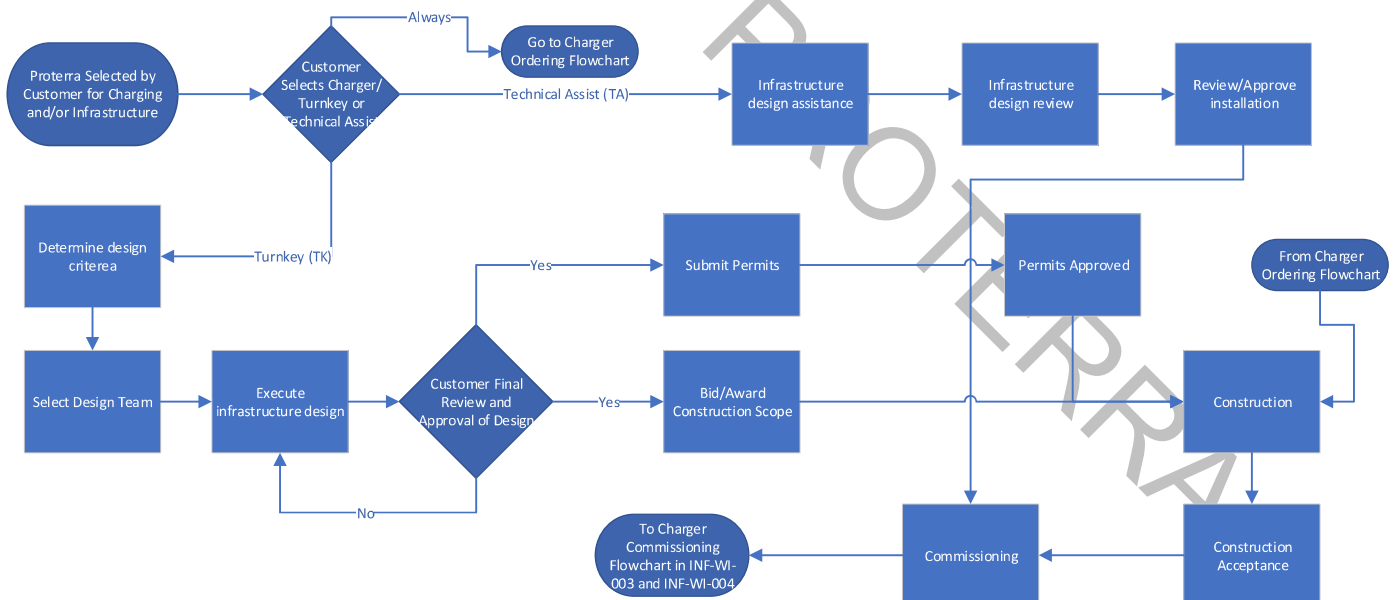 Always
Go to Charger
Ordering Flowchart
Proterra Selected by
Customer for Charging
and/or Infrastructure
Customer
Selects Charger/
Turnkey or
Technical Assist
Technical Assist (TA)
Infrastructure
design assistance
Infrastructure
design review
Review/Approve
installation
PROTERRA
Determine design
criterea
Turnkey (TK)
Yes
Submit Permits
Permits Approved
From Charger
Ordering Flowchart
Select Design Team
Execute
infrastructure design
Customer Final
Review and
Approval of Design
Yes
Bid/Award
Construction Scope
Construction
No
To Charger
Commissioning
Flowchart in INF-WI-
003 and INF-WI-004
Commissioning
Construction
Acceptance